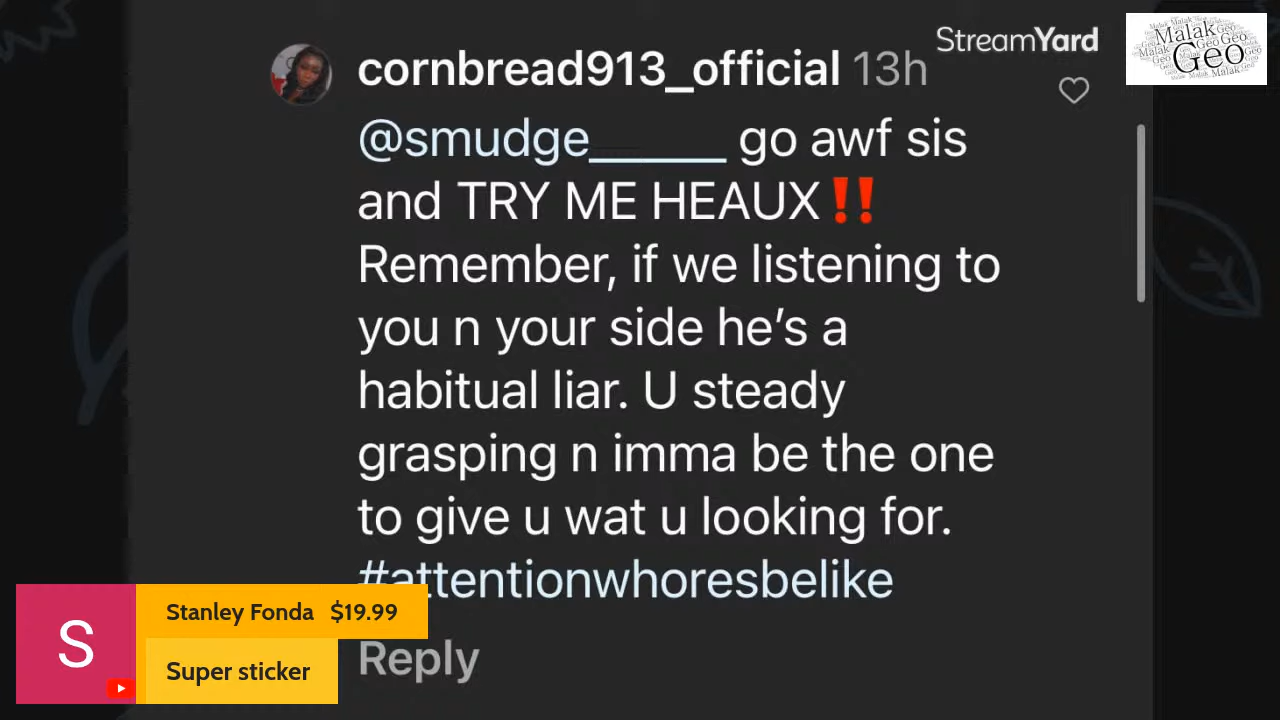 StreamYard
Malak
Geo
cornbread913_official 13h
@smudge______ go awf sis
and TRY ME HEAUX‼️
Remember, if we listening to
you n your side he’s a
habitual liar. U steady
grasping n imma be the one
to give u wat u looking for.
#attentionwhoresbelike
Reply
S
Stanley Fonda $19.99
Super sticker